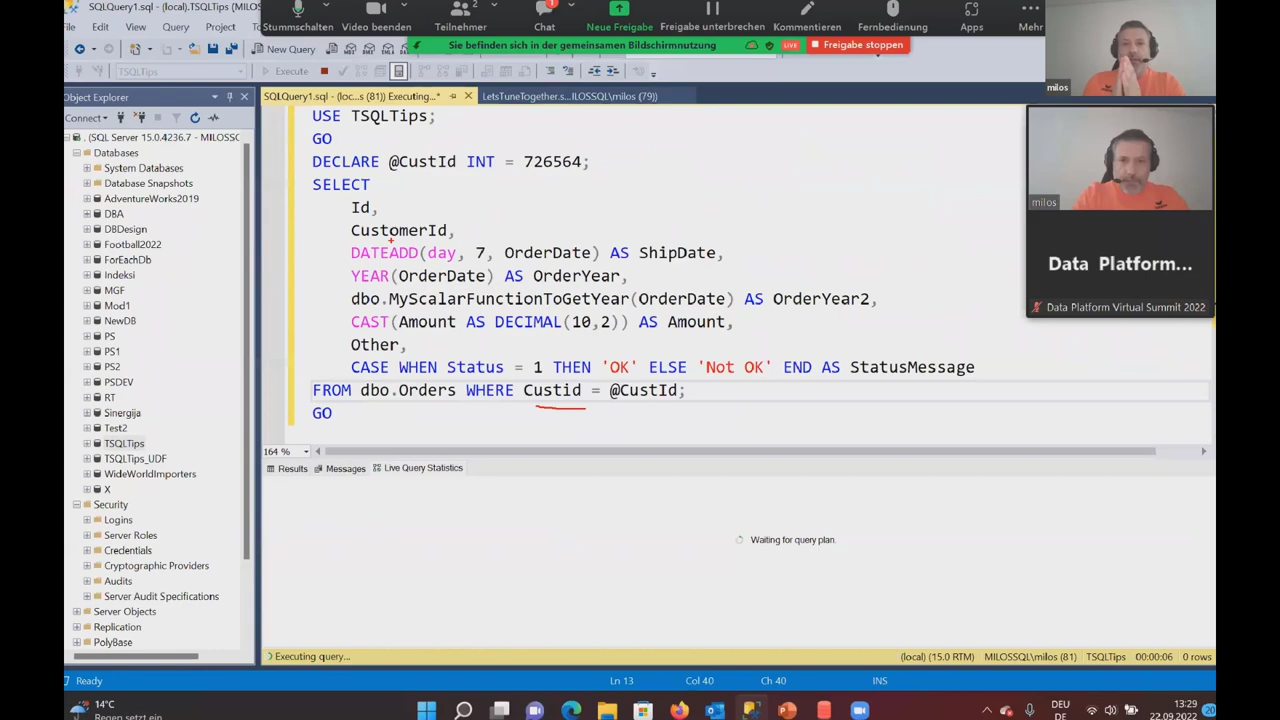 SQLQuery1.sql - (local).TSQLTips (MILOS
File
Edit
View
Query
Project
Stummschalten
Video beenden
2
Teilnehmer
1
Chat
Neue Freigabe
Freigabe unterbrechen
Kommentieren
Fernbedienung
Apps
Mehr
Sie befinden sich in der gemeinsamen Bildschirmnutzung
LIVE
Freigabe stoppen
milos
New Query
TSQLTips
Execute
Object Explorer
SQLQuery1.sql - (loc...s (81)) Executing...*
LetsTuneTogether.s...ILOSSQL\milos (79))
Connect
. (SQL Server 15.0.4236.7 - MILOSSC
Databases
System Databases
Database Snapshots
AdventureWorks2019
DBA
DBDesign
Football2022
ForEachDb
Indeksi
MGF
Mod1
NewDB
PS
PS1
PS2
PSDEV
RT
Sinergija
Test2
TSQLTips
TSQLTips_UDF
WideWorldImporters
X
Security
Logins
Server Roles
Credentials
Cryptographic Providers
Audits
Server Audit Specifications
Server Objects
Replication
PolyBase
USE TSQLTips;
GO
DECLARE @CustId INT = 726564;
SELECT
Id,
CustomerId,
DATEADD(day, 7, OrderDate) AS ShipDate,
YEAR(OrderDate) AS OrderYear,
dbo.MyScalarFunctionToGetYear(OrderDate) AS OrderYear2,
CAST(Amount AS DECIMAL(10,2)) AS Amount,
Other,
CASE WHEN Status = 1 THEN 'OK' ELSE 'Not OK' END AS StatusMessage
FROM dbo.Orders WHERE Custid = @CustId;
GO
milos
Data Platform...
Data Platform Virtual Summit 2022
164 %
Results
Messages
Live Query Statistics
Waiting for query plan.
Executing query...
(local) (15.0 RTM)
MILOSSQL\milos (81)
TSQLTips
00:00:06
0 rows
Ready
Ln 13
Col 40
Ch 40
INS
14°C
Regen setzt ein
DEU
DE
13:29
22.09.2022
20